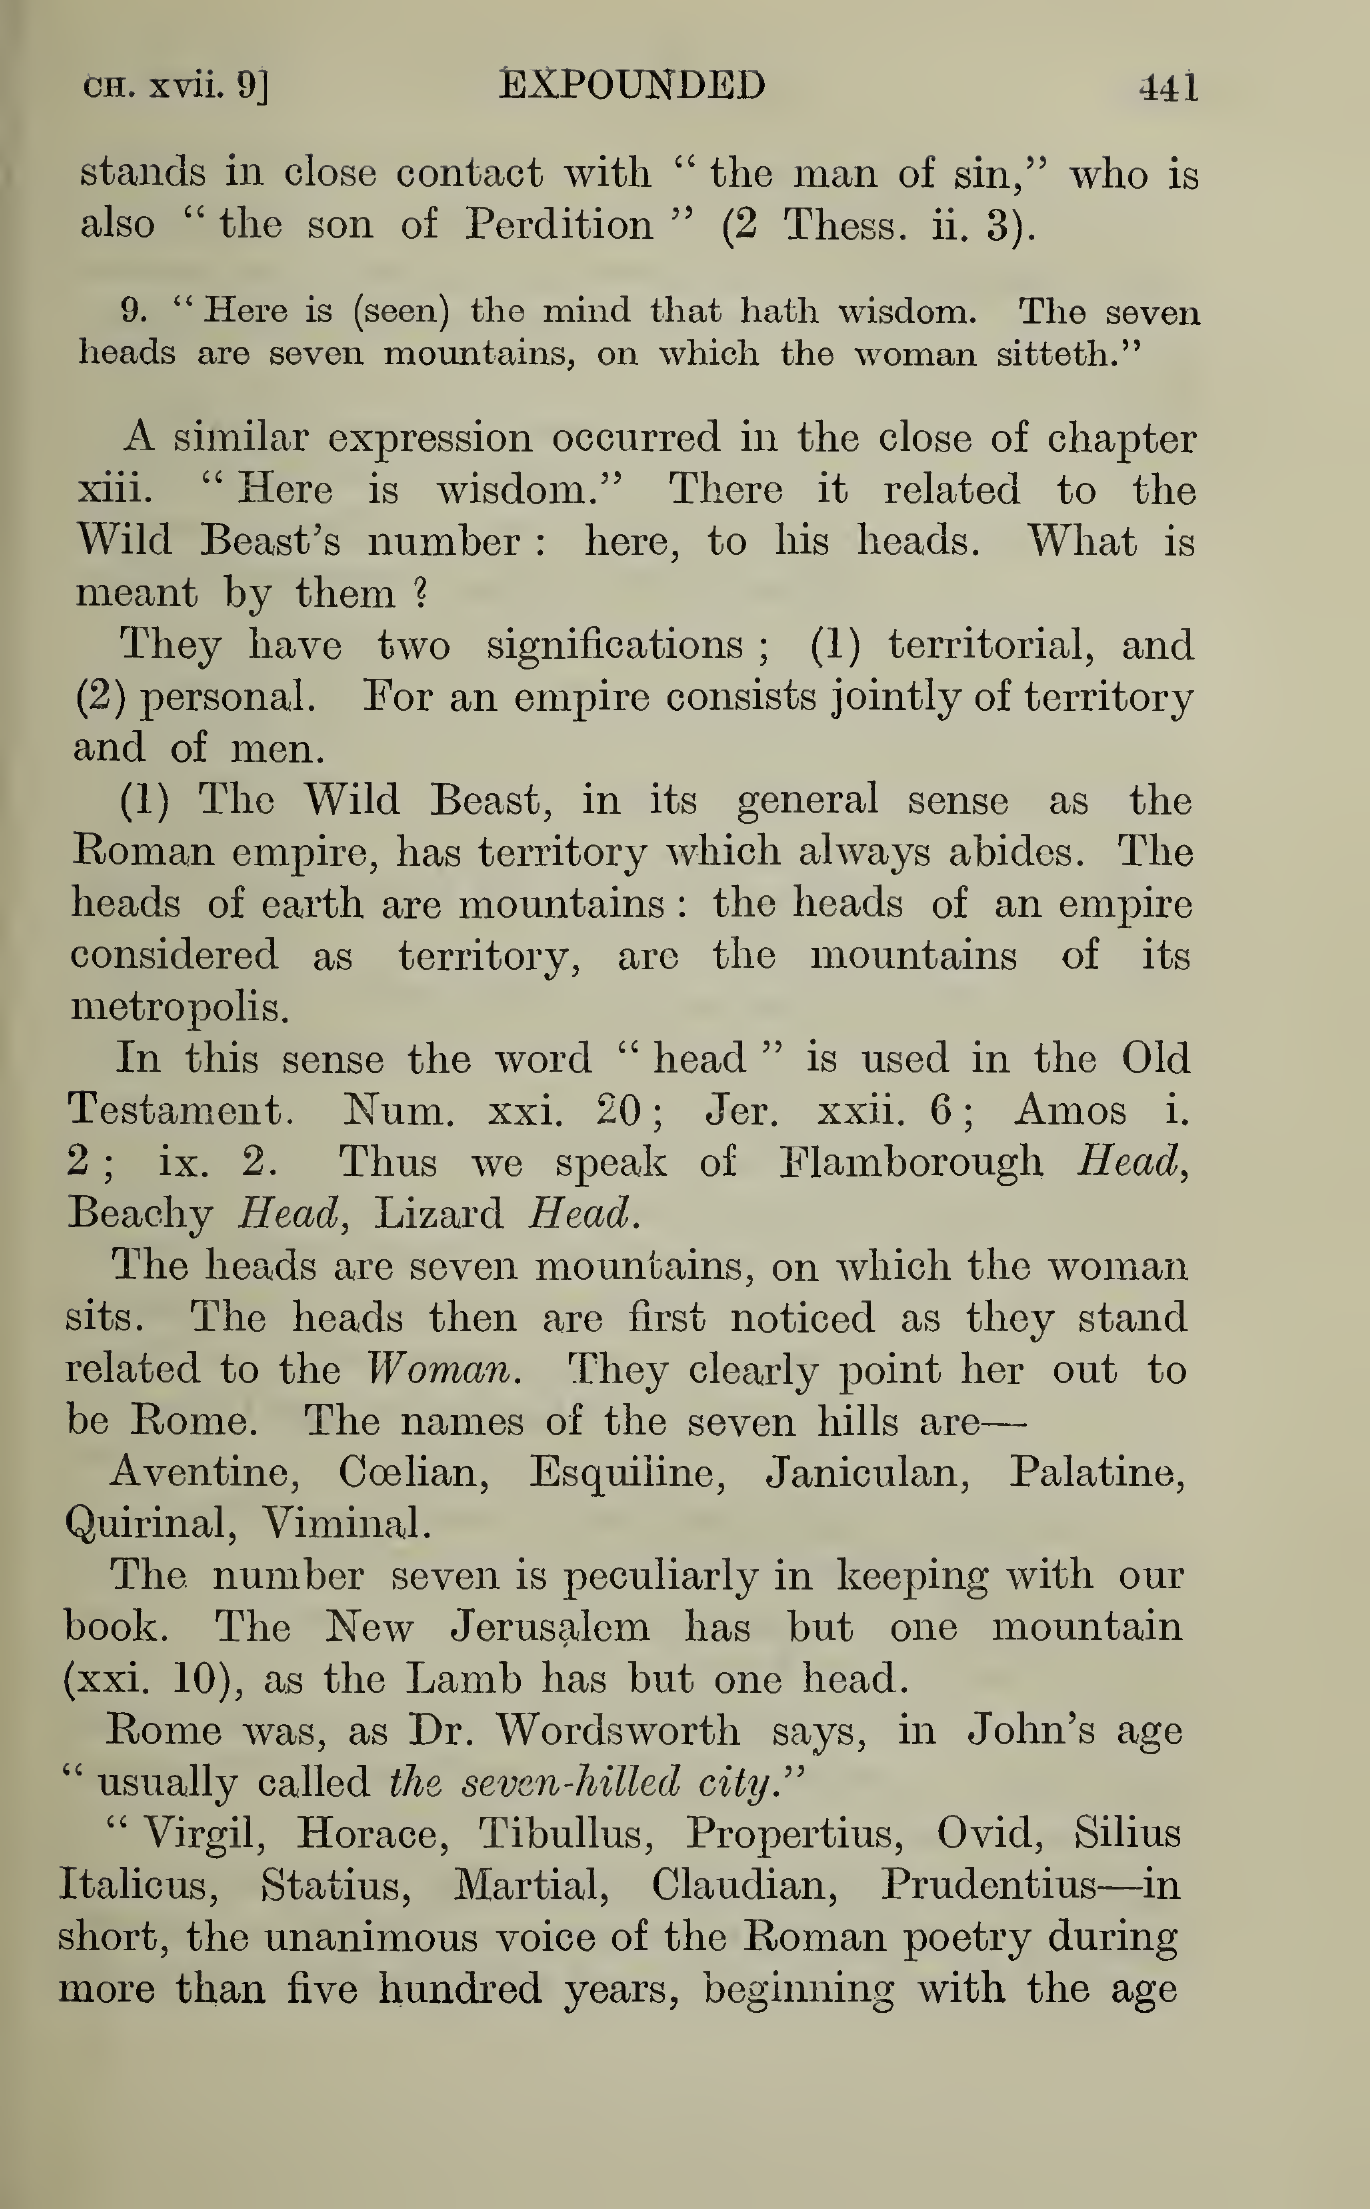 CH. xvii. 9] EXPOUNDED 441
stands in close contact with “ the man of sin,” who is
also “ the son of Perdition ” (2 Thess. ii. 3).
9. “ Here is (seen) the mind that hath wisdom. The seven
heads are seven mountains, on which the woman sitteth.”
A similar expression occurred in the close of chapter
xiii. “ Here is wisdom.” There it related to the
Wild Beast’s number : here, to his heads. What is
meant by them ?
They have two significations ; (1) territorial, and
(2) personal. For an empire consists jointly of territory
and of men.
(1) The Wild Beast, in its general sense as the
Roman empire, has territory which always abides. The
heads of earth are mountains : the heads of an empire
considered as territory, are the mountains of its
metropolis.
In this sense the word “ head ” is used in the Old
Testament. Num. xxi. 20 ; Jer. xxii. 6 ; Amos i.
2 ; ix. 2. Thus we speak of Flamborough Head,
Beachy Head, Lizard Head.
The heads are seven mountains, on which the woman
sits. The heads then are first noticed as they stand
related to the Woman. They clearly point her out to
be Rome. The names of the seven hills are—
Aventine, Cœlian, Esquiline, Janiculan, Palatine,
Quirinal, Viminal.
The number seven is peculiarly in keeping with our
book. The New Jerusalem has but one mountain
(xxi. 10), as the Lamb has but one head.
Rome was, as Dr. Wordsworth says, in John’s age
“ usually called the seven-hilled city.”
“ Virgil, Horace, Tibullus, Propertius, Ovid, Silius
Italicus, Statius, Martial, Claudian, Prudentius—in
short, the unanimous voice of the Roman poetry during
more than five hundred years, beginning with the age